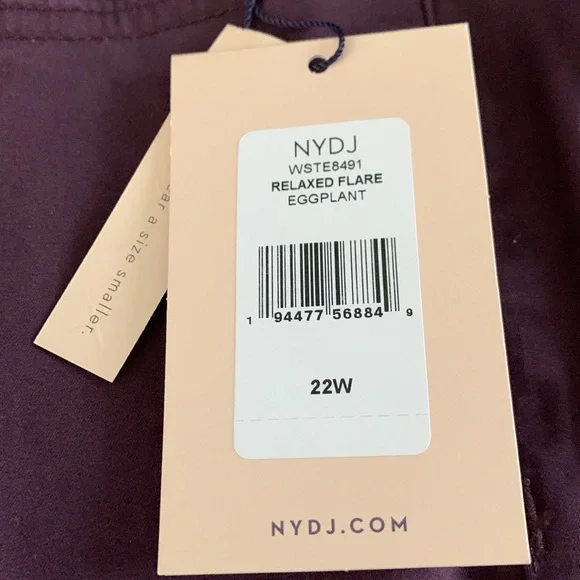 NYDJ
WSTE8491
RELAXED FLARE
EGGPLANT
1 94477 56884 9
22W
NYDJ.COM
a size smaller.